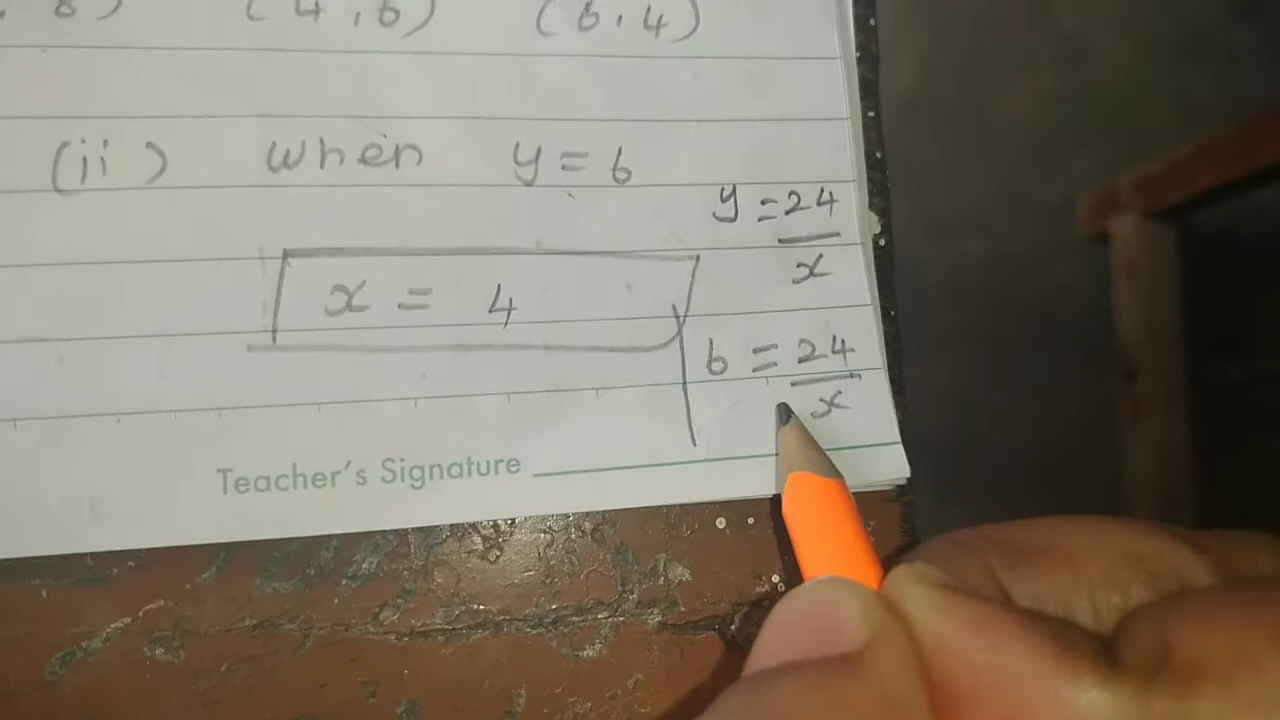 (4,6) (6,4)
(ii) when y = 6
y = 24/x
x = 4
6 = 24/x
Teacher's Signature